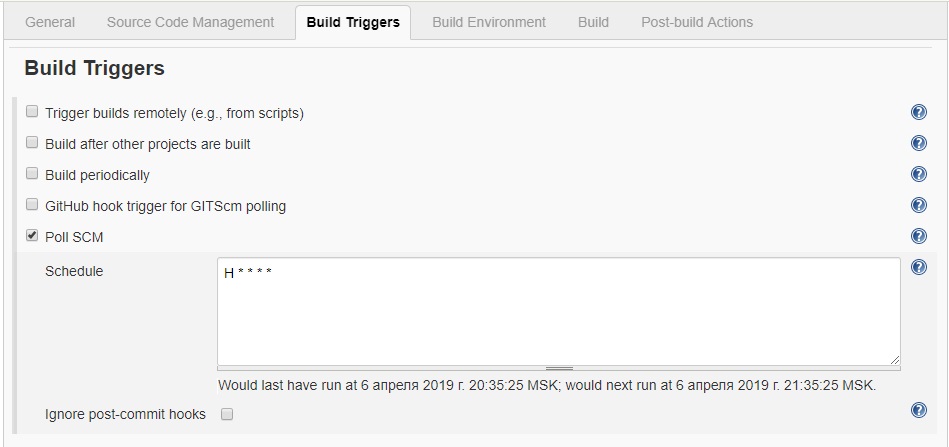 General Source Code Management Build Triggers Build Environment Build Post-build Actions
Build Triggers
Trigger builds remotely (e.g., from scripts)
Build after other projects are built
Build periodically
GitHub hook trigger for GITScm polling
Poll SCM
Schedule
H * * * *
Would last have run at 6 апреля 2019 г. 20:35:25 MSK; would next run at 6 апреля 2019 г. 21:35:25 MSK.
Ignore post-commit hooks